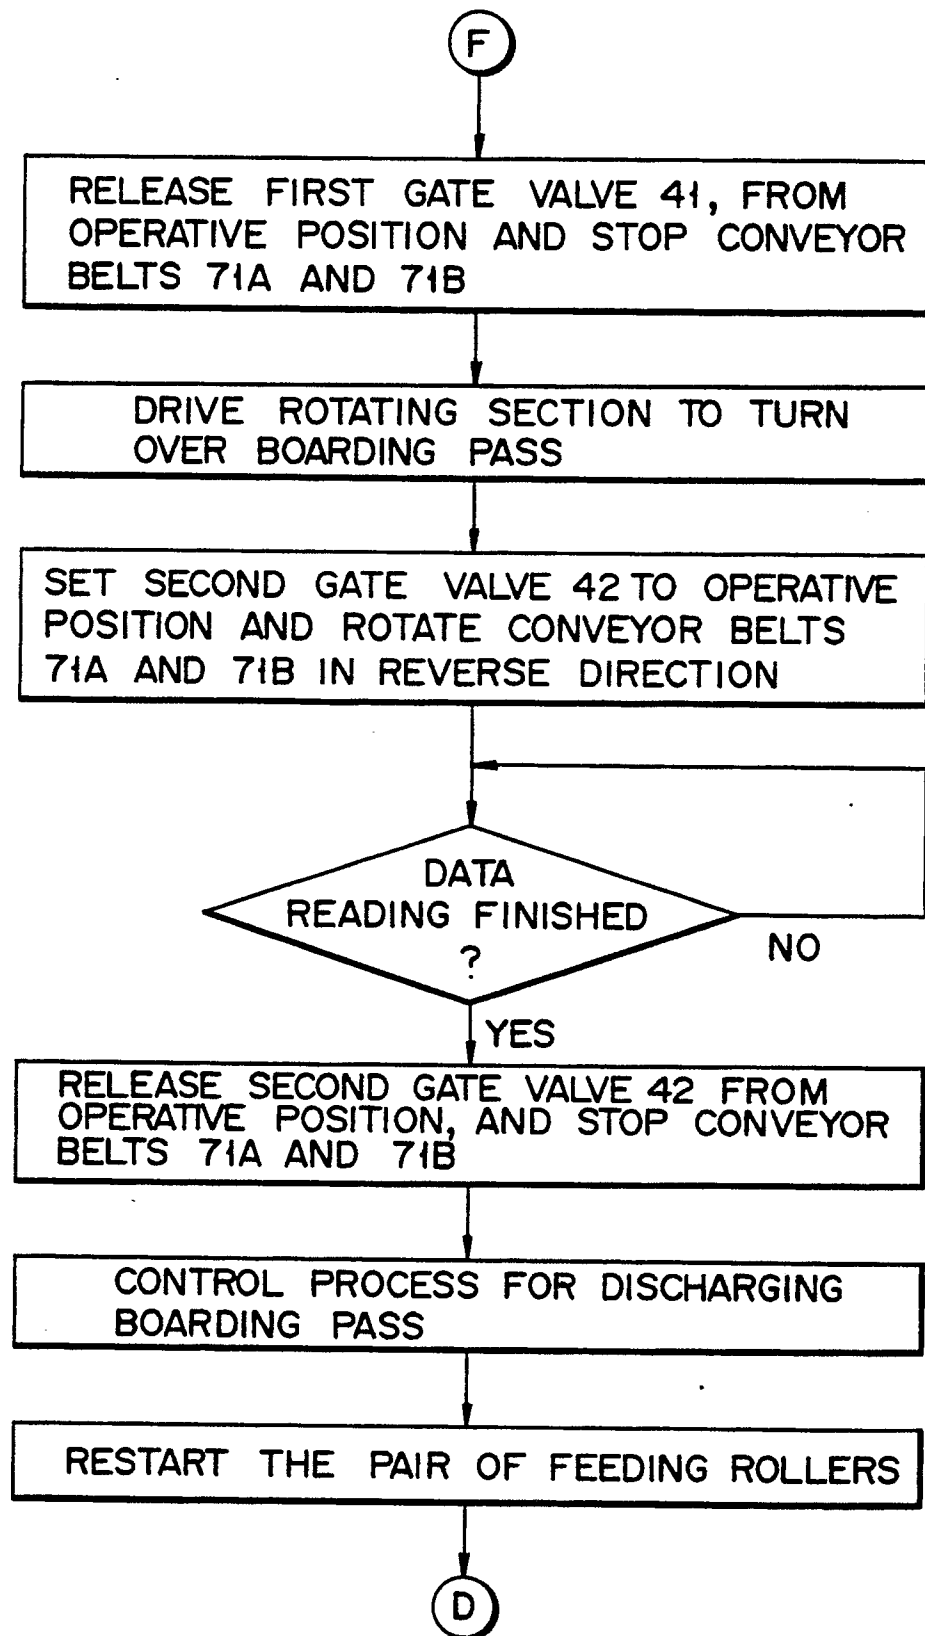 F
RELEASE FIRST GATE VALVE 41, FROM
OPERATIVE POSITION AND STOP CONVEYOR
BELTS 71A AND 71B
DRIVE ROTATING SECTION TO TURN
OVER BOARDING PASS
SET SECOND GATE VALVE 42 TO OPERATIVE
POSITION AND ROTATE CONVEYOR BELTS
71A AND 71B IN REVERSE DIRECTION
DATA
READING FINISHED
?
NO
YES
RELEASE SECOND GATE VALVE 42 FROM
OPERATIVE POSITION, AND STOP CONVEYOR
BELTS 71A AND 71B
CONTROL PROCESS FOR DISCHARGING
BOARDING PASS
RESTART THE PAIR OF FEEDING ROLLERS
D